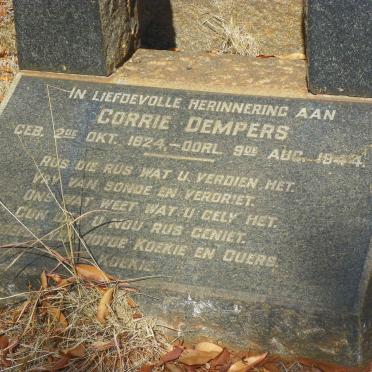 IN LIEFDEVOLLE HERINNERING AAN
CORRIE DEMPERS
GEB. 2DE OKT. 1924,—OORL. 9DE AUG. 1944.
RUS DIE RUS WAT U VERDIEN HET.
VRY VAN SONDE EN VERDRIET.
ONS WAT WEET WAT U GELY HET.
GUN U NOU RUS GENIET.
KOEKIE EN OUERS.